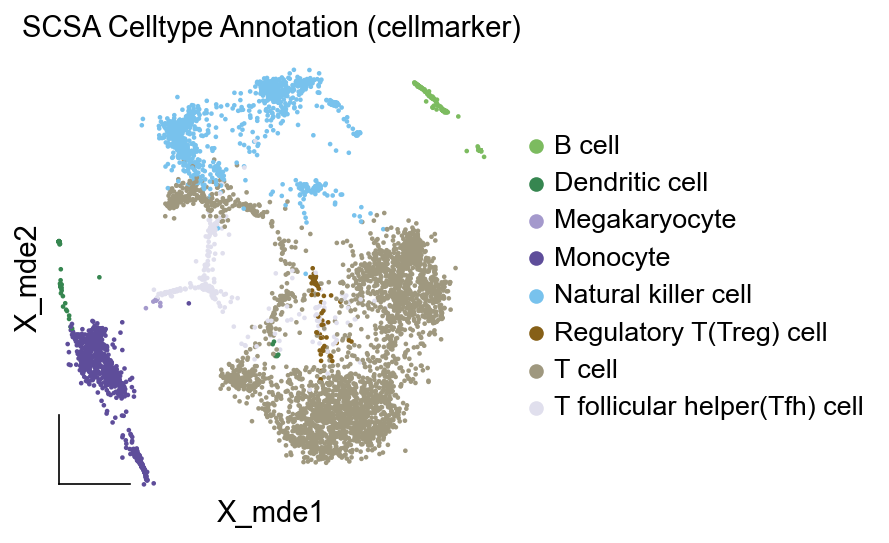 SCSA Celltype Annotation (cellmarker)
B cell
Dendritic cell
Megakaryocyte
Monocyte
Natural killer cell
Regulatory T(Treg) cell
T cell
T follicular helper(Tfh) cell
X_mde2
X_mde1